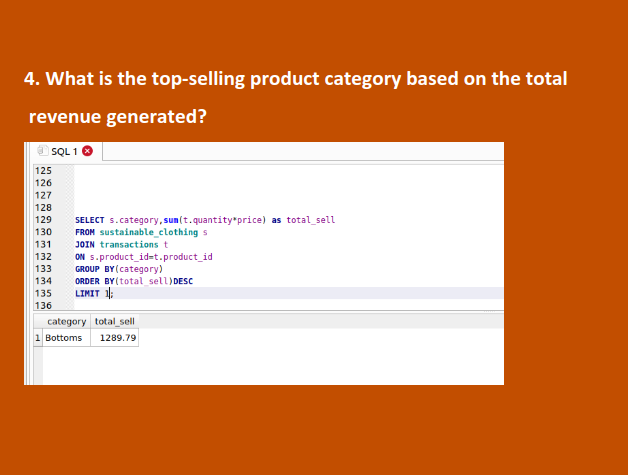 4. What is the top-selling product category based on the total
revenue generated?
SQL 1
125
126
127
128
129 SELECT s.category,sum(t.quantity*price) as total_sell
130 FROM sustainable_clothing s
131 JOIN transactions t
132 ON s.product_id=t.product_id
133 GROUP BY(category)
134 ORDER BY(total_sell)DESC
135 LIMIT 1;
136
category total_sell
1 Bottoms 1289.79